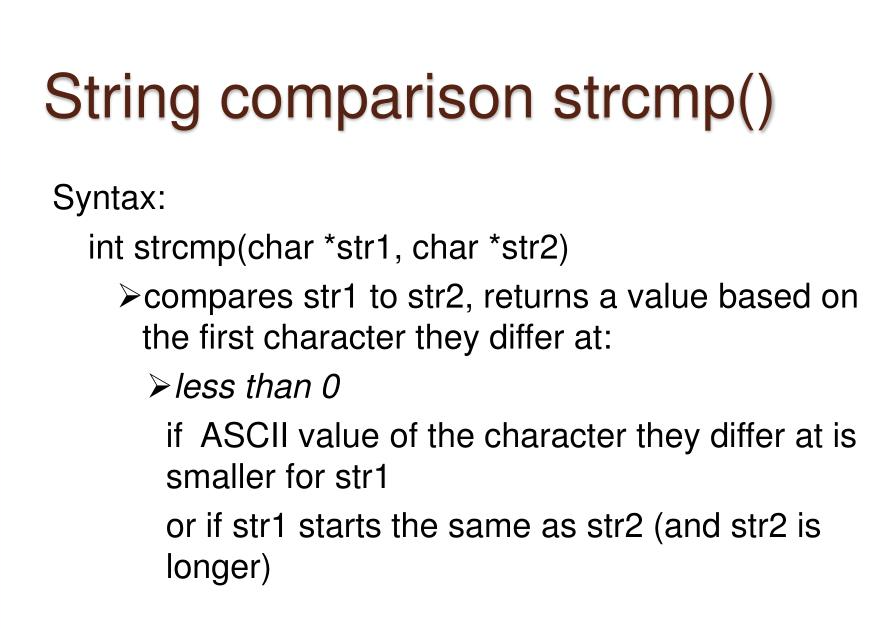 String comparison strcmp()
Syntax:
int strcmp(char *str1, char *str2)
➢compares str1 to str2, returns a value based on
the first character they differ at:
➢less than 0
if  ASCII value of the character they differ at is
smaller for str1
or if str1 starts the same as str2 (and str2 is
longer)